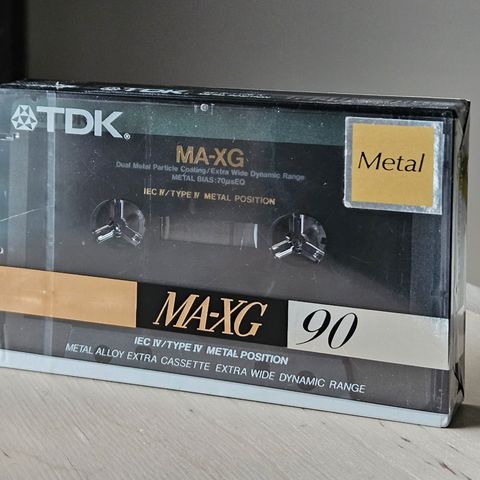 TDK®
MA-XG
Dual Metal Particle Coating/Extra Wide Dynamic Range
METAL BIAS:70μsEQ
IEC IV/TYPE IV METAL POSITION
Metal
MA-XG 90
IEC IV/TYPE IV METAL POSITION
METAL ALLOY EXTRA CASSETTE EXTRA WIDE DYNAMIC RANGE